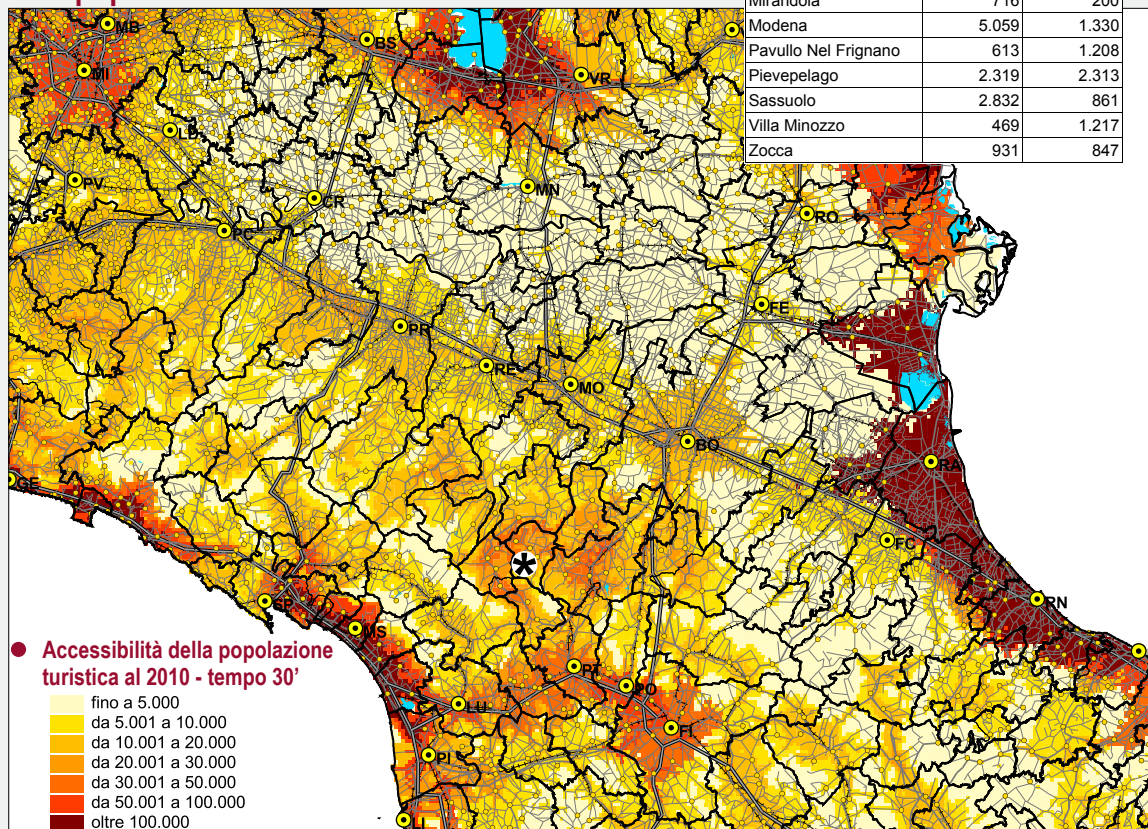 Mirandola 716 200
Modena 5.059 1.330
Pavullo Nel Frignano 613 1.208
Pievepelago 2.319 2.313
Sassuolo 2.832 861
Villa Minozzo 469 1.217
Zocca 931 847
MB
BS
MI
VR
LD
PV
MN
CR
RO
PC
FE
PR
RE
MO
BO
RA
GE
FC
*
SP
RN
MS
Accessibilità della popolazione
turistica al 2010 - tempo 30’
PT
PO
LU
FI
PI
fino a 5.000
da 5.001 a 10.000
da 10.001 a 20.000
da 20.001 a 30.000
da 30.001 a 50.000
da 50.001 a 100.000
oltre 100.000